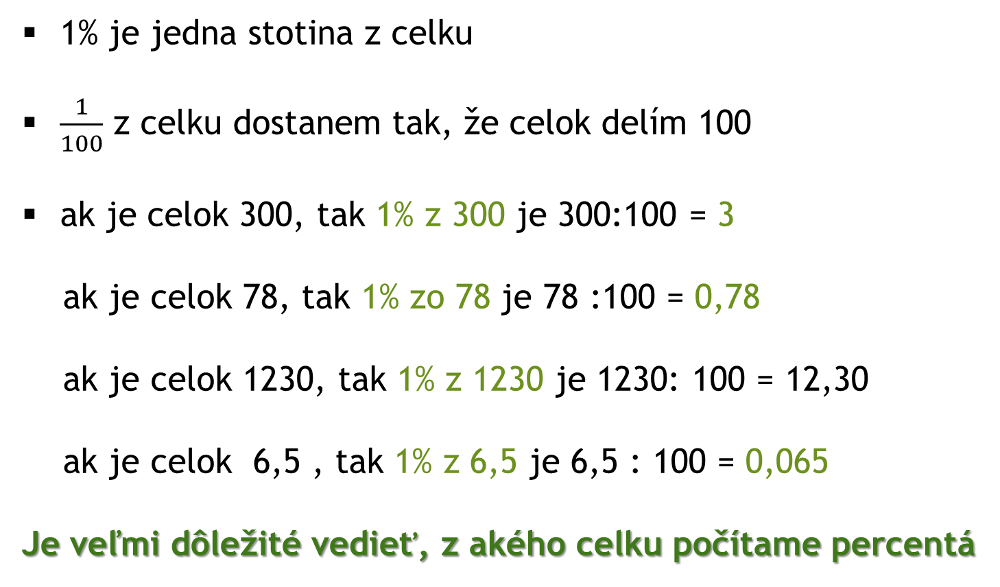 ▪ 1% je jedna stotina z celku
▪ 1/100 z celku dostanem tak, že celok delím 100
▪ ak je celok 300, tak 1% z 300 je 300:100 = 3
ak je celok 78, tak 1% zo 78 je 78 :100 = 0,78
ak je celok 1230, tak 1% z 1230 je 1230: 100 = 12,30
ak je celok 6,5 , tak 1% z 6,5 je 6,5 : 100 = 0,065
Je veľmi dôležité vedieť, z akého celku počítame percentá